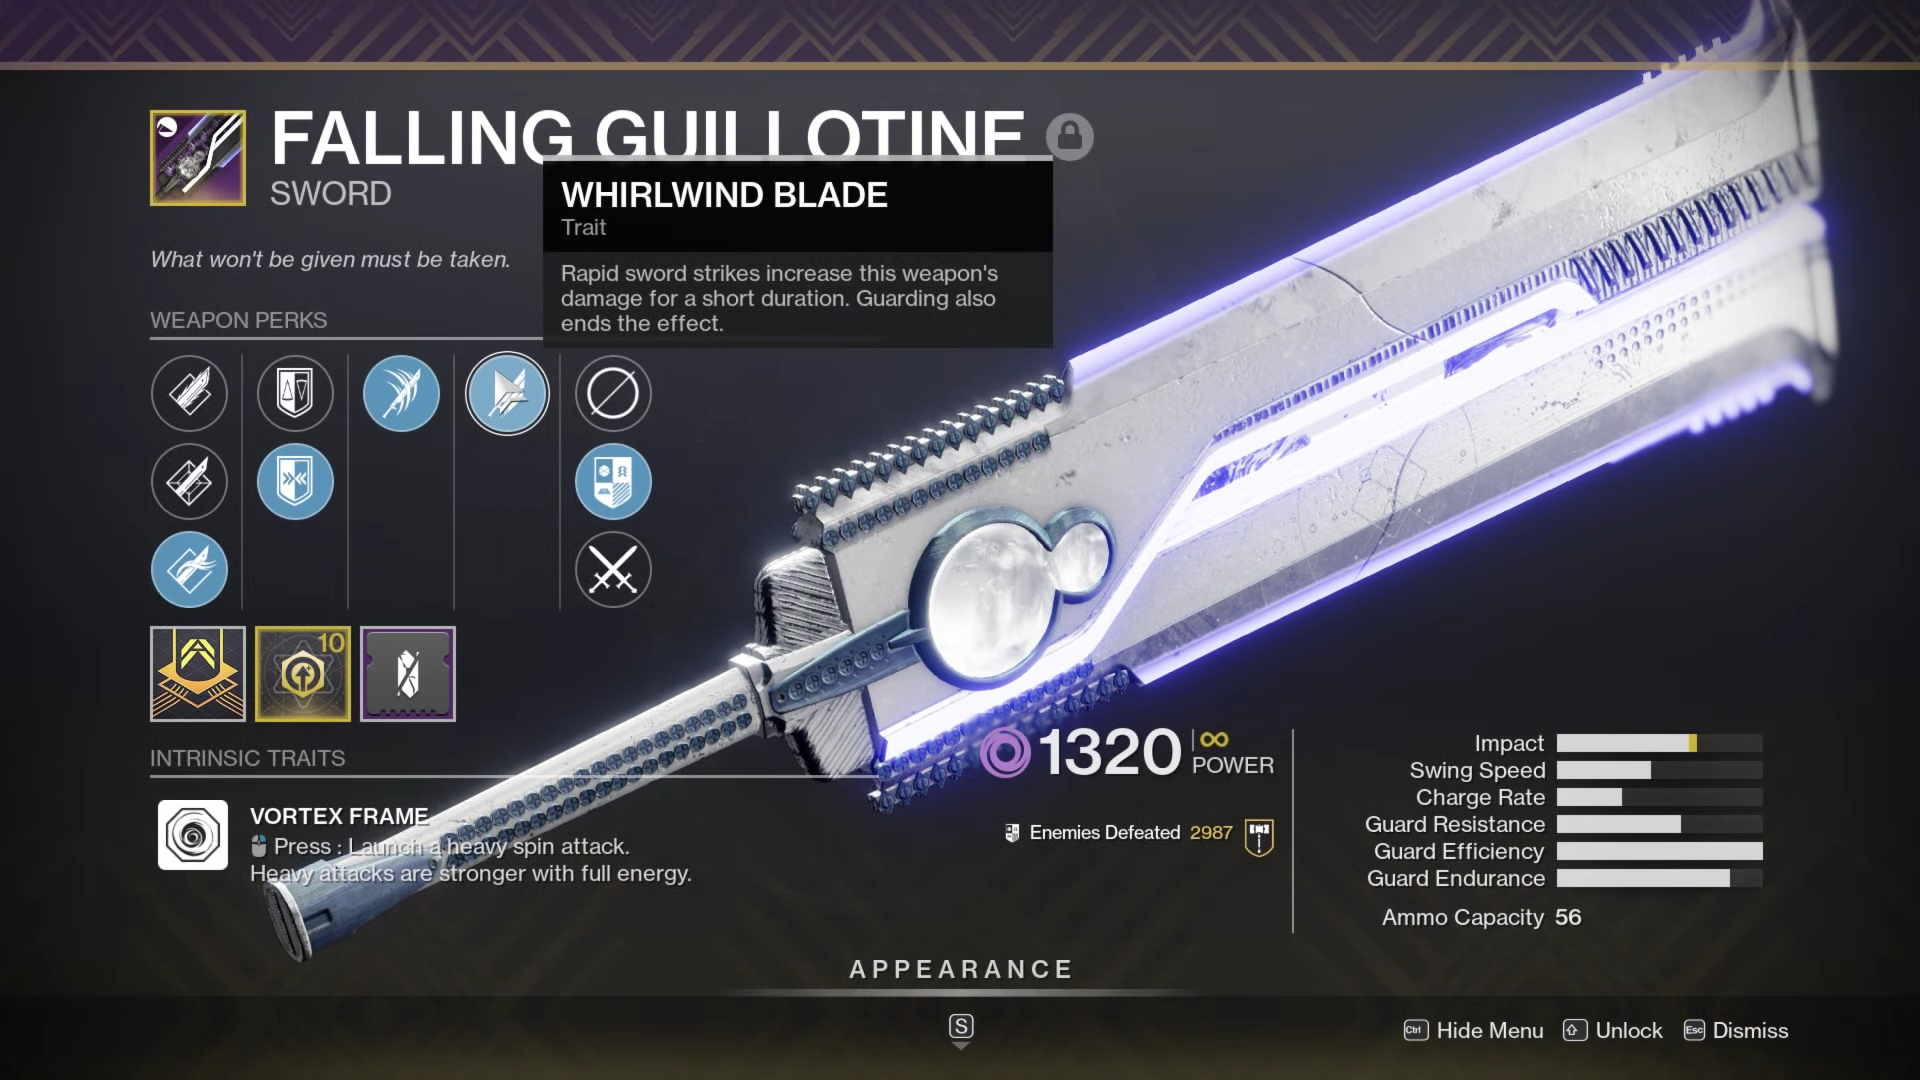 FALLING GUILLOTINE
SWORD
WHIRLWIND BLADE
Trait
Rapid sword strikes increase this weapon's
damage for a short duration. Guarding also
ends the effect.
What won't be given must be taken.
WEAPON PERKS
10
INTRINSIC TRAITS
VORTEX FRAME
Press : Launch a heavy spin attack.
Heavy attacks are stronger with full energy.
1320
∞
POWER
Enemies Defeated 2987
Impact
Swing Speed
Charge Rate
Guard Resistance
Guard Efficiency
Guard Endurance
Ammo Capacity 56
APPEARANCE
S
Ctrl Hide Menu
Unlock
Esc Dismiss